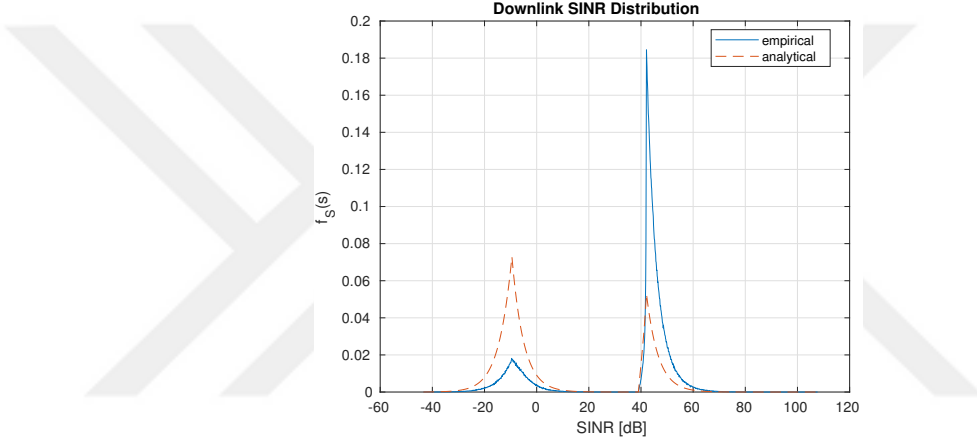 Downlink SINR Distribution
empirical
analytical
0.2
0.18
0.16
0.14
0.12
0.1
0.08
0.06
0.04
0.02
0
f_S(s)
-60 -40 -20 0 20 40 60 80 100 120
SINR [dB]